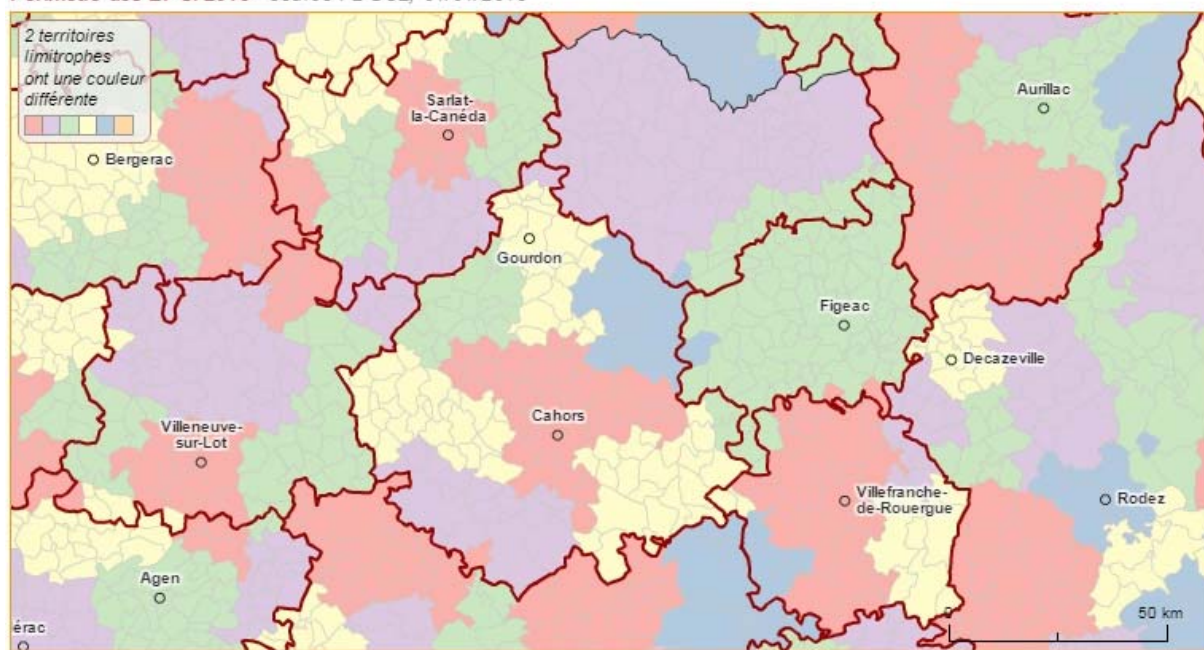 2 territoires
limitrophes
ont une couleur
différente
Aurillac
Sarlat-
la-Canéda
Bergerac
Gourdon
Figeac
Decazeville
Cahors
Villeneuve-
sur-Lot
Villefranche-
de-Rouergue
Rodez
Agen
érac
0
50 km